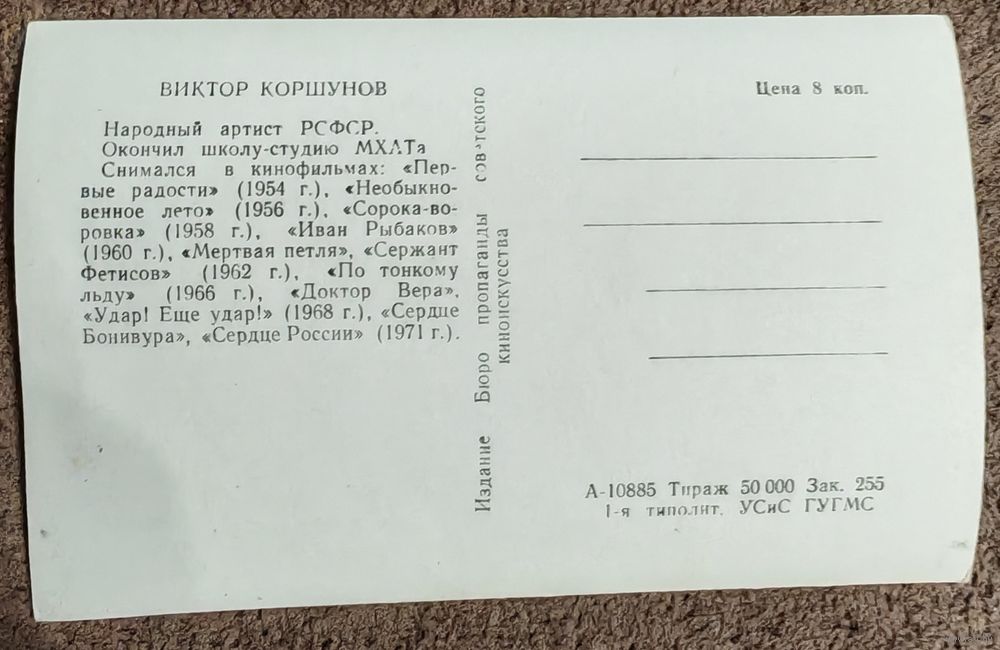 ВИКТОР КОРШУНОВ
Народный артист РСФСР.
Окончил школу-студию МХАТа
Снимался в кинофильмах: «Пер-
вые радости» (1954 г.), «Необыкно-
венное лето» (1956 г.), «Сорока-во-
ровка» (1958 г.), «Иван Рыбаков»
(1960 г.), «Мертвая петля», «Сержант
Фетисов» (1962 г.), «По тонкому
льду» (1966 г.), «Доктор Вера»,
«Удар! Еще удар!» (1968 г.), «Сердце
Бонивура», «Сердце России» (1971 г.).
Издание Бюро пропаганды советского
киноискусства
Цена 8 коп.
А-10885 Тираж 50 000 Зак. 255
1-я типолит. УСиС ГУГМС